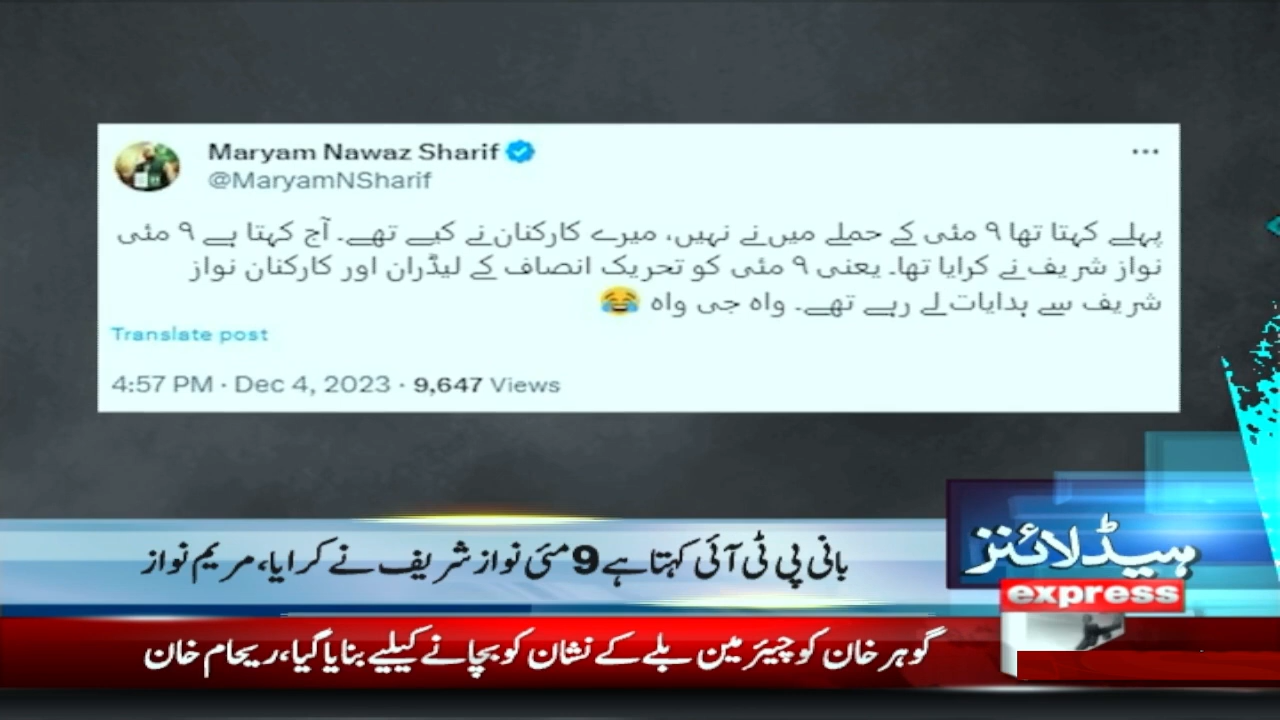 Maryam Nawaz Sharif
@MaryamNSharif
پہلے کہتا تھا ۹ مئی کے حملے میں نے نہیں، میرے کارکنان نے کیے تھے۔ آج کہتا ہے ۹ مئی
نواز شریف نے کرایا تھا۔ یعنی ۹ مئی کو تحریک انصاف کے لیڈران اور کارکنان نواز
شریف سے ہدایات لے رہے تھے۔ واہ جی واہ 😂
Translate post
4:57 PM · Dec 4, 2023 · 9,647 Views
بانی پی ٹی آئی کہتا ہے 9 مئی نواز شریف نے کرایا، مریم نواز
ہیڈلائنز
express
گوہر خان کو چیئرمین بلے کے نشان کو بچانے کیلیے بنایا گیا، ریحام خان